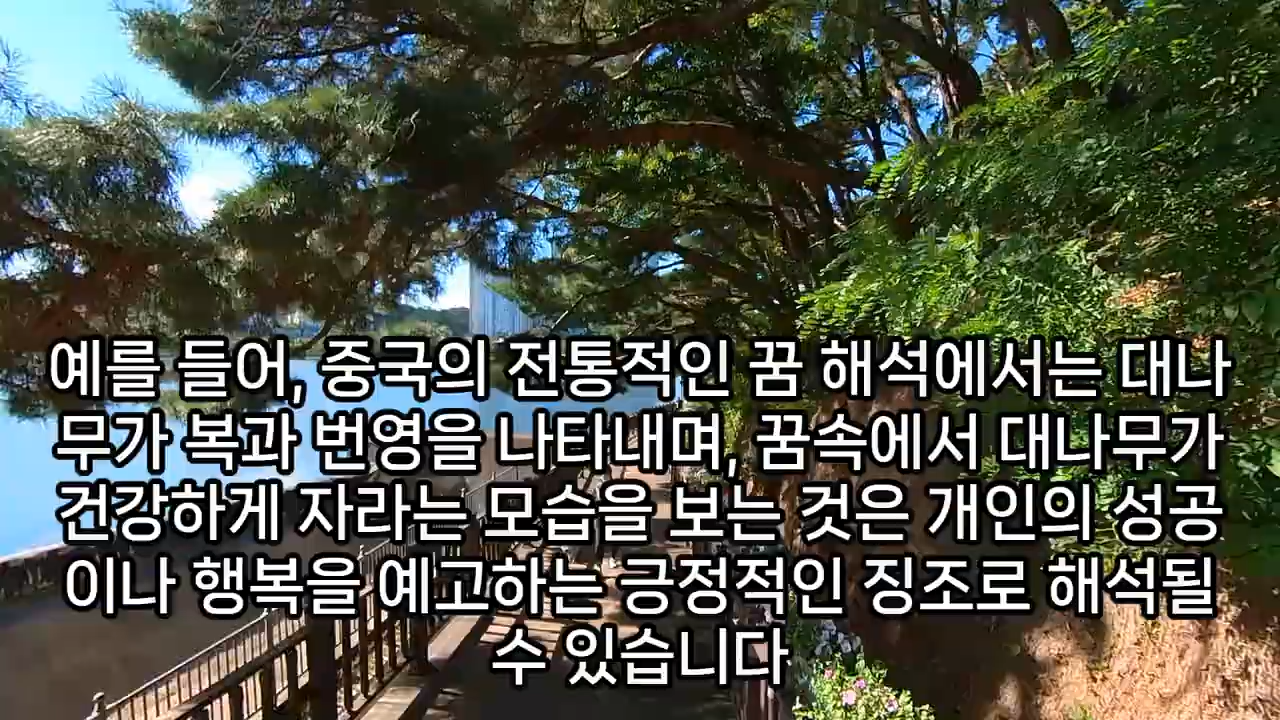 예를 들어, 중국의 전통적인 꿈 해석에서는 대나
무가 복과 번영을 나타내며, 꿈속에서 대나무가
건강하게 자라는 모습을 보는 것은 개인의 성공
이나 행복을 예고하는 긍정적인 징조로 해석될
수 있습니다